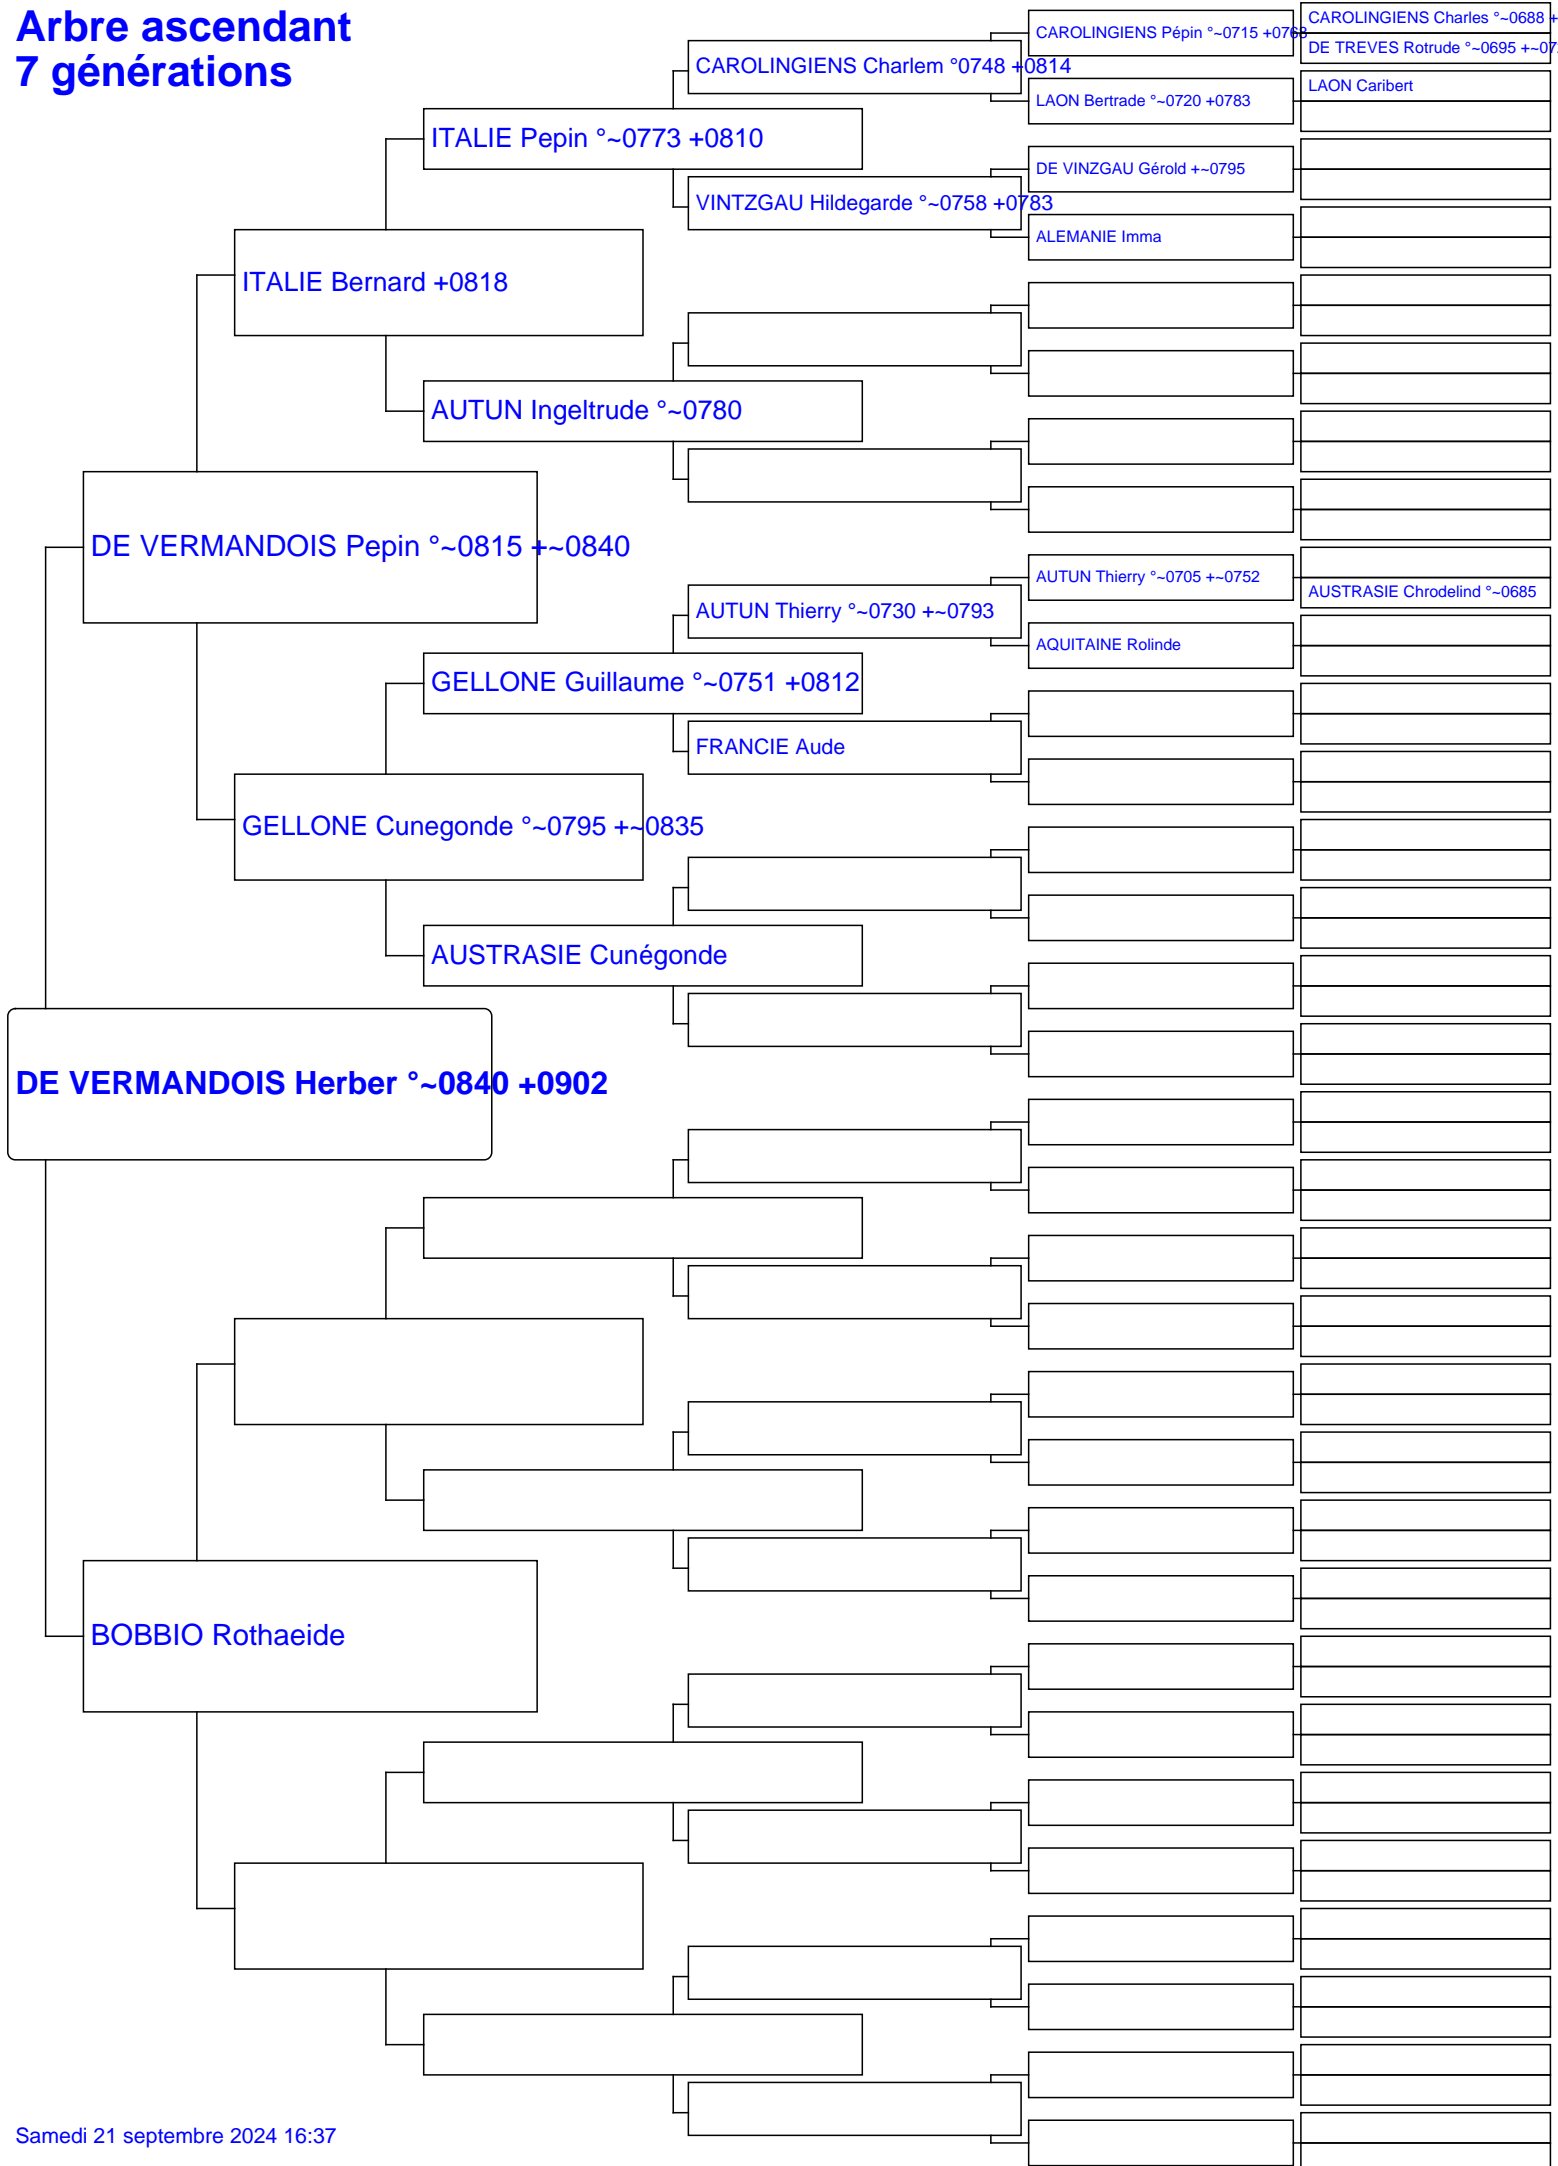 Arbre ascendant
7 générations
CAROLINGIENS Charles °~0688 +
CAROLINGIENS Pépin °~0715 +0768
DE TREVES Rotrude °~0695 +~07
CAROLINGIENS Charlem °0748 +0814
LAON Caribert
LAON Bertrade °~0720 +0783
ITALIE Pepin °~0773 +0810
DE VINZGAU Gérold +~0795
VINTZGAU Hildegarde °~0758 +0783
ALEMANIE Imma
ITALIE Bernard +0818
AUTUN Ingeltrude °~0780
DE VERMANDOIS Pepin °~0815 +~0840
AUTUN Thierry °~0705 +~0752
AUSTRASIE Chrodelind °~0685
AUTUN Thierry °~0730 +~0793
AQUITAINE Rolinde
GELLONE Guillaume °~0751 +0812
FRANCIE Aude
GELLONE Cunegonde °~0795 +~0835
AUSTRASIE Cunégonde
DE VERMANDOIS Herber °~0840 +0902
BOBBIO Rothaeide
Samedi 21 septembre 2024 16:37